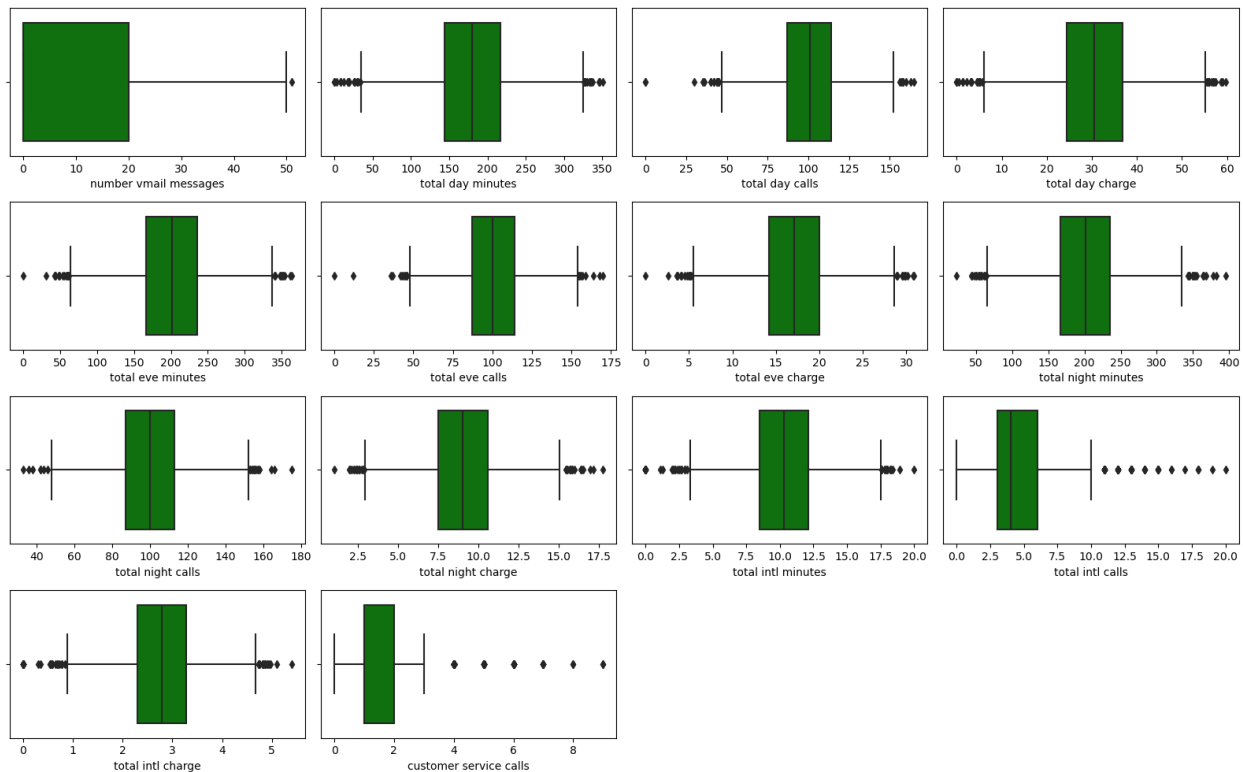 0 10 20 30 40 50
number vmail messages
0 50 100 150 200 250 300 350
total day minutes
0 25 50 75 100 125 150
total day calls
0 10 20 30 40 50 60
total day charge
0 50 100 150 200 250 300 350
total eve minutes
0 25 50 75 100 125 150 175
total eve calls
0 5 10 15 20 25 30
total eve charge
50 100 150 200 250 300 350 400
total night minutes
40 60 80 100 120 140 160 180
total night calls
2.5 5.0 7.5 10.0 12.5 15.0 17.5
total night charge
0.0 2.5 5.0 7.5 10.0 12.5 15.0 17.5 20.0
total intl minutes
0.0 2.5 5.0 7.5 10.0 12.5 15.0 17.5 20.0
total intl calls
0 1 2 3 4 5
total intl charge
0 2 4 6 8
customer service calls